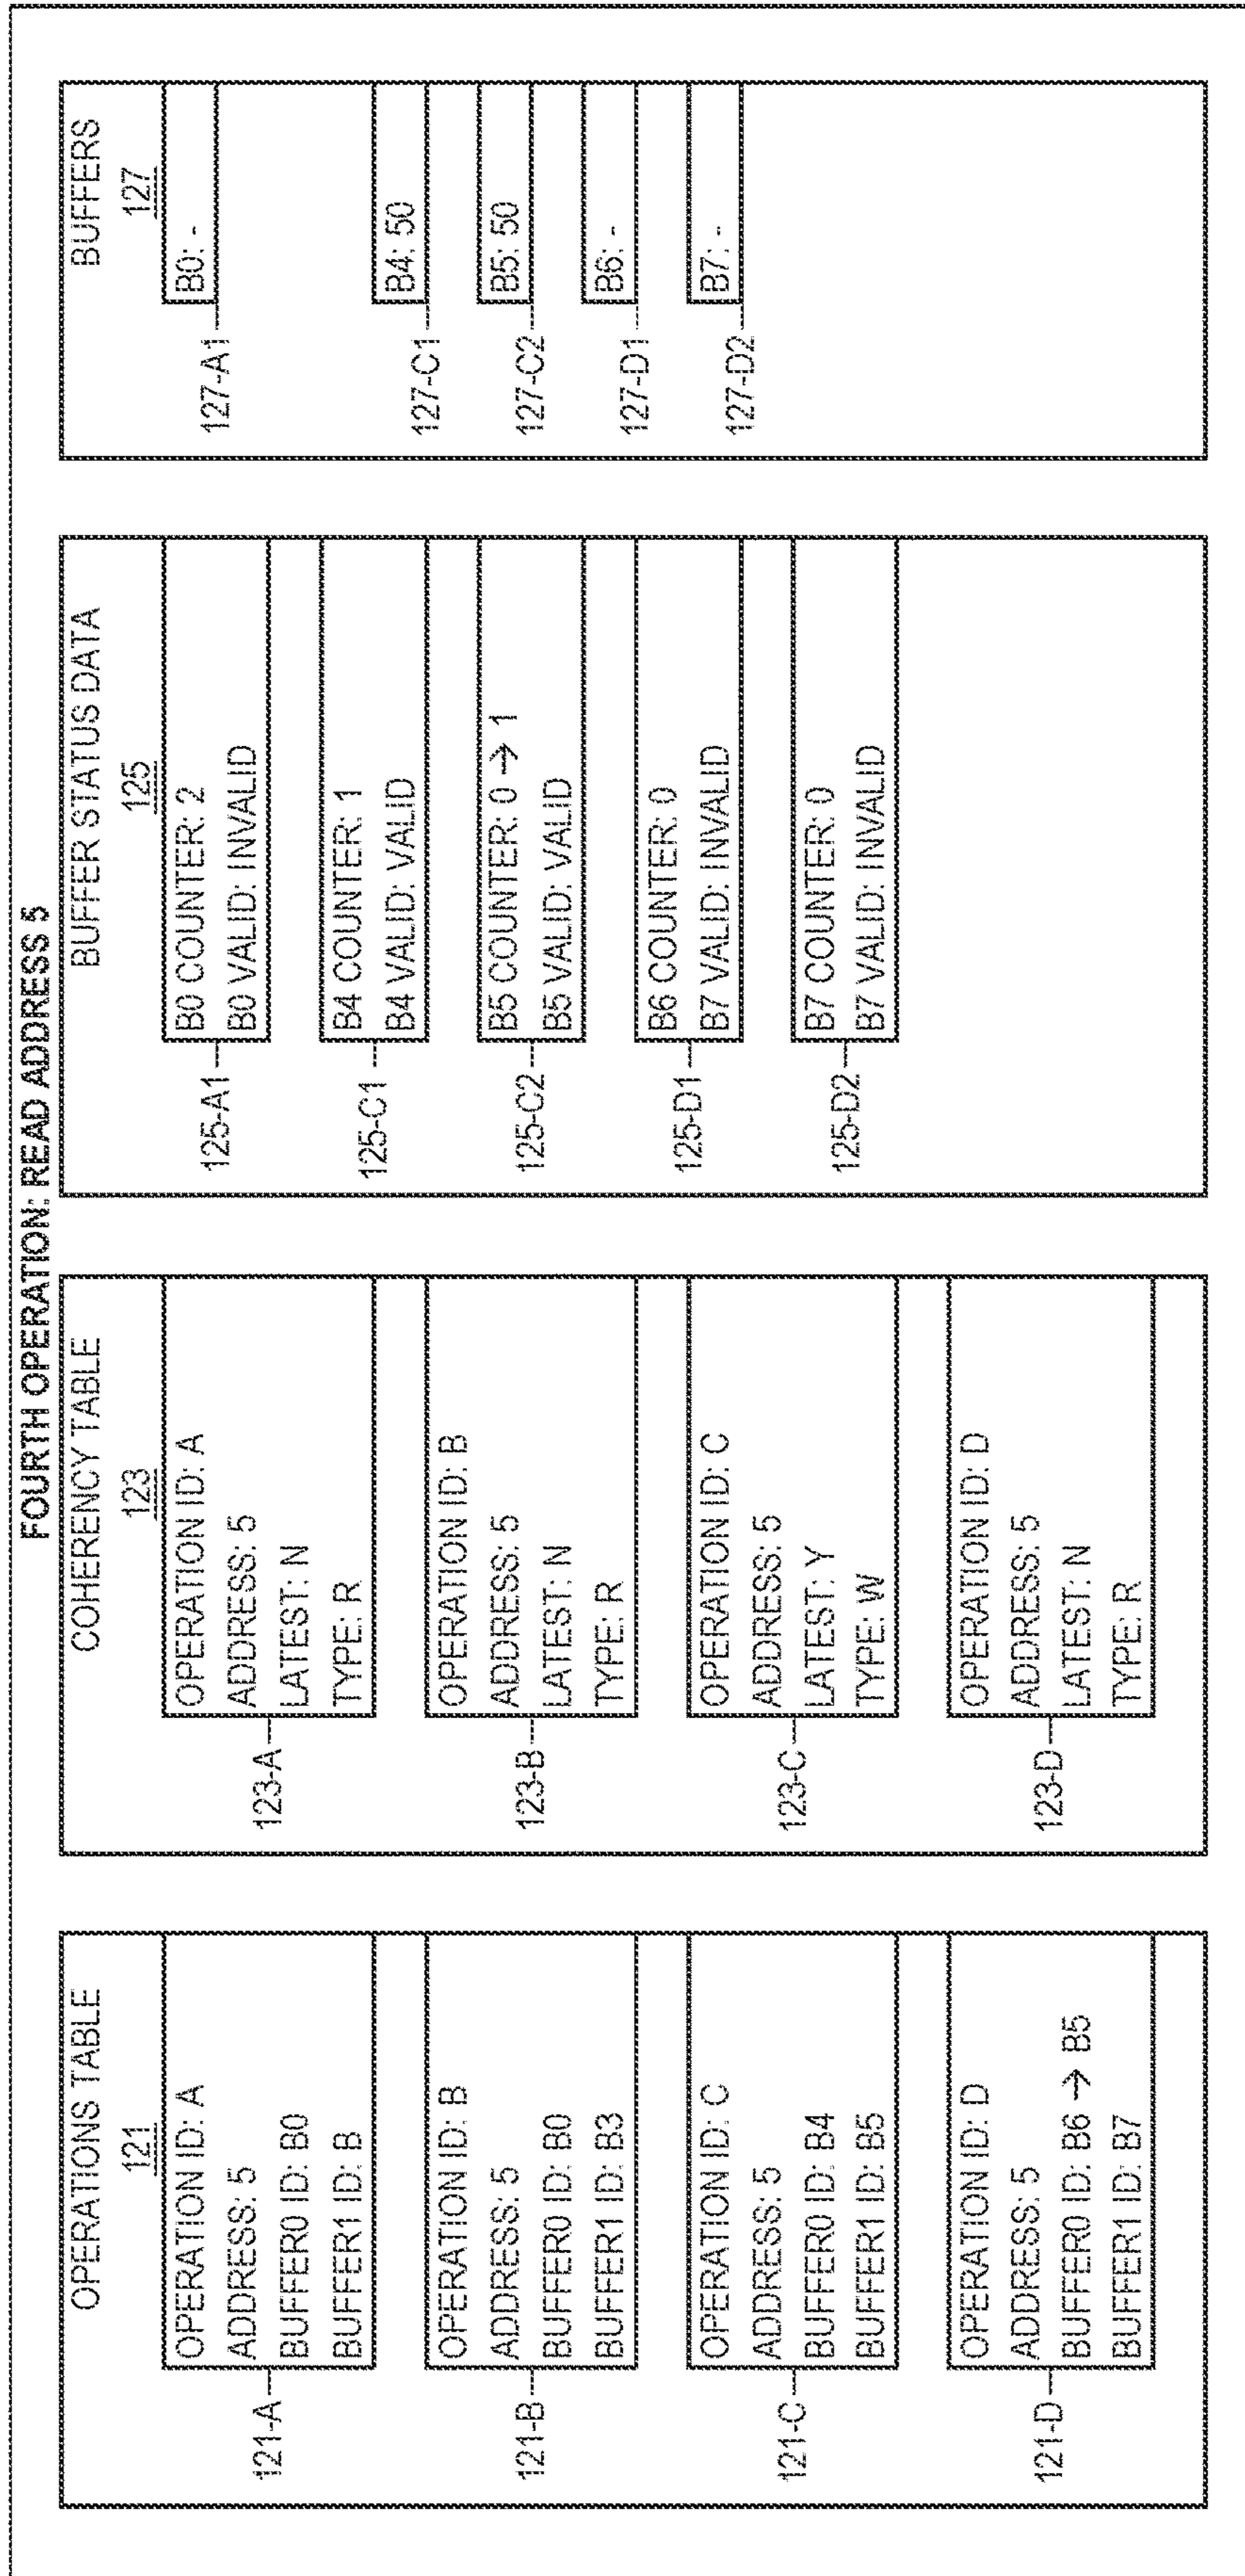 FOURTH OPERATION: READ ADDRESS 5
OPERATIONS TABLE
121
OPERATION ID: A
ADDRESS: 5
BUFFER0 ID: B0
BUFFER1 ID: B
121-A
OPERATION ID: B
ADDRESS: 5
BUFFER0 ID: B0
BUFFER1 ID: B3
121-B
OPERATION ID: C
ADDRESS: 5
BUFFER0 ID: B4
BUFFER1 ID: B5
121-C
OPERATION ID: D
ADDRESS: 5
BUFFER0 ID: B6 → B5
BUFFER1 ID: B7
121-D
COHERENCY TABLE
123
OPERATION ID: A
ADDRESS: 5
LATEST: N
TYPE: R
123-A
OPERATION ID: B
ADDRESS: 5
LATEST: N
TYPE: R
123-B
OPERATION ID: C
ADDRESS: 5
LATEST: Y
TYPE: W
123-C
OPERATION ID: D
ADDRESS: 5
LATEST: N
TYPE: R
123-D
BUFFER STATUS DATA
125
B0 COUNTER: 2
B0 VALID: INVALID
125-A1
B4 COUNTER: 1
B4 VALID: VALID
125-C1
B5 COUNTER: 0 → 1
B5 VALID: VALID
125-C2
B6 COUNTER: 0
B7 VALID: INVALID
125-D1
B7 COUNTER: 0
B7 VALID: INVALID
125-D2
BUFFERS
127
B0: -
127-A1
B4: 50
127-C1
B5: 50
127-C2
B6: -
127-D1
B7: -
127-D2